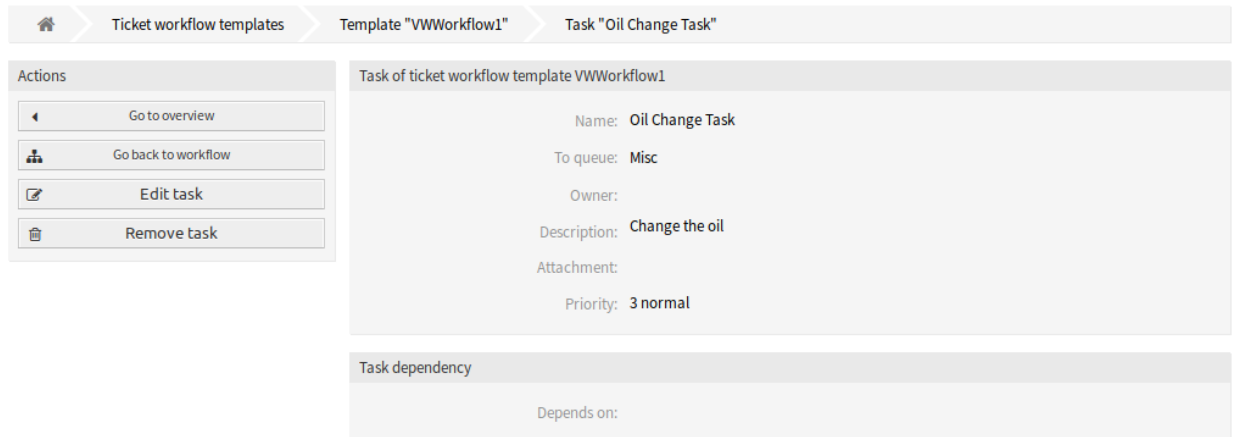 Ticket workflow templates Template "VWWorkflow1" Task "Oil Change Task"
Actions
Go to overview
Go back to workflow
Edit task
Remove task
Task of ticket workflow template VWWorkflow1
Name: Oil Change Task
To queue: Misc
Owner:
Description: Change the oil
Attachment:
Priority: 3 normal
Task dependency
Depends on: